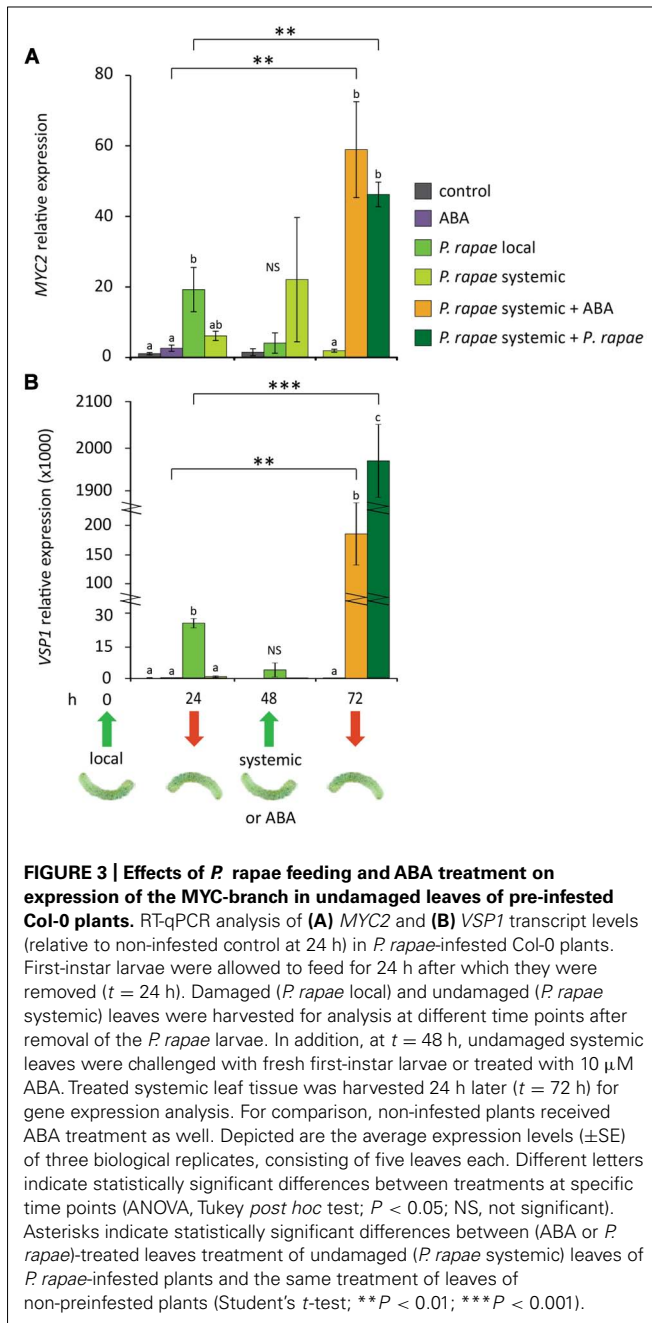 **
A
**
80
60
40
20
0
MYC2 relative expression
b
b
b
a
a
ab
NS
a
control
ABA
P. rapae local
P. rapae systemic
P. rapae systemic + ABA
P. rapae systemic + P. rapae
B
***
**
2100
2000
1900
200
150
100
30
15
0
VSP1 relative expression (x1000)
c
b
b
a
a
a
NS
a
h
0
24
48
72
local
systemic
or ABA
FIGURE 3 | Effects of P. rapae feeding and ABA treatment on
expression of the MYC-branch in undamaged leaves of pre-infested
Col-0 plants. RT-qPCR analysis of (A) MYC2 and (B) VSP1 transcript levels
(relative to non-infested control at 24 h) in P. rapae-infested Col-0 plants.
First-instar larvae were allowed to feed for 24 h after which they were
removed (t = 24 h). Damaged (P. rapae local) and undamaged (P. rapae
systemic) leaves were harvested for analysis at different time points after
removal of the P. rapae larvae. In addition, at t = 48 h, undamaged systemic
leaves were challenged with fresh first-instar larvae or treated with 10 μM
ABA. Treated systemic leaf tissue was harvested 24 h later (t = 72 h) for
gene expression analysis. For comparison, non-infested plants received
ABA treatment as well. Depicted are the average expression levels (±SE)
of three biological replicates, consisting of five leaves each. Different letters
indicate statistically significant differences between treatments at specific
time points (ANOVA, Tukey post hoc test; P < 0.05; NS, not significant).
Asterisks indicate statistically significant differences between (ABA or P.
rapae)-treated leaves treatment of undamaged (P. rapae systemic) leaves of
P. rapae-infested plants and the same treatment of leaves of
non-preinfested plants (Student's t-test; **P < 0.01; ***P < 0.001).